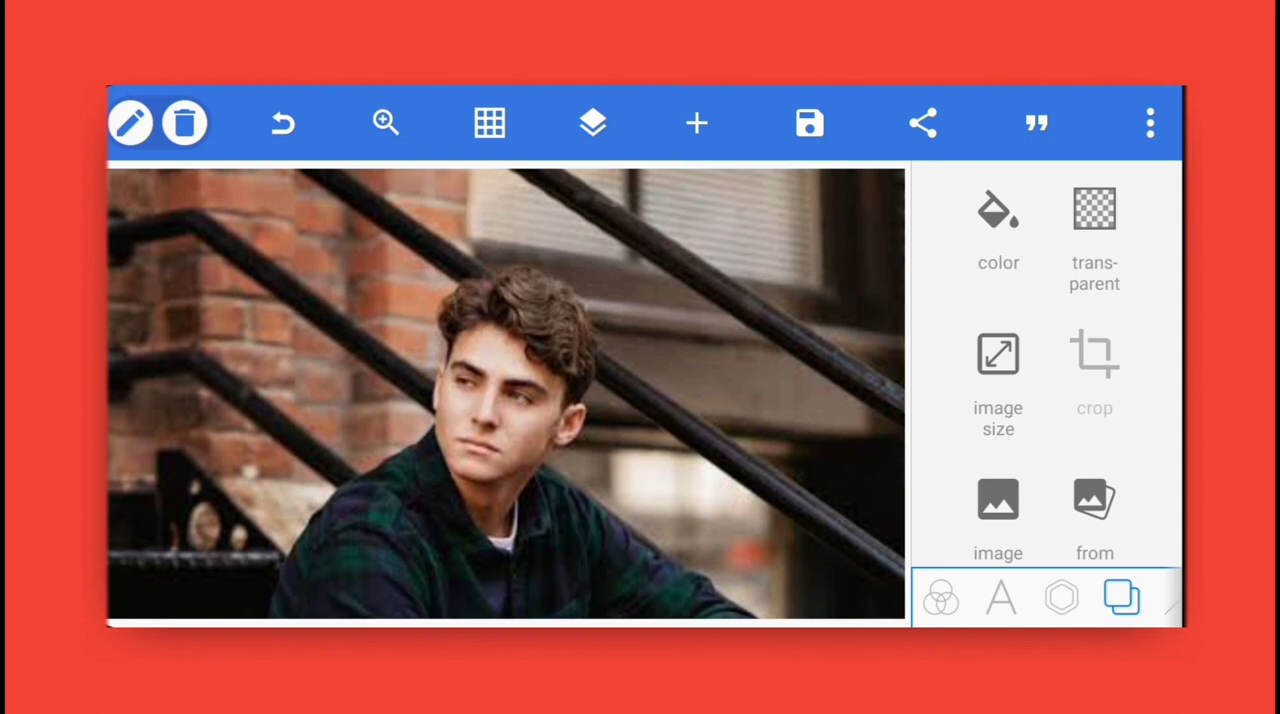 color
trans-
parent
image
size
crop
image
from